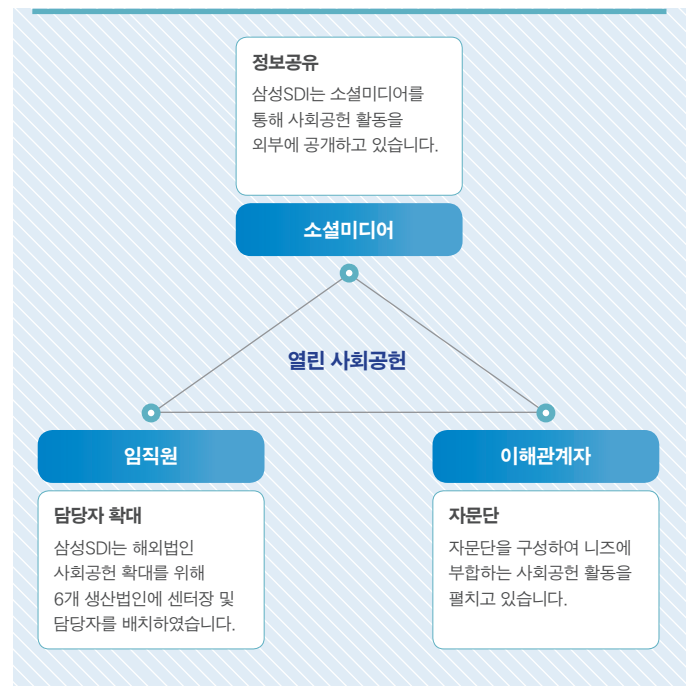 정보공유
삼성SDI는 소셜미디어를
통해 사회공헌 활동을
외부에 공개하고 있습니다.
소셜미디어
열린 사회공헌
임직원
담당자 확대
삼성SDI는 해외법인
사회공헌 확대를 위해
6개 생산법인에 센터장 및
담당자를 배치하였습니다.
이해관계자
자문단
자문단을 구성하여 니즈에
부합하는 사회공헌 활동을
펼치고 있습니다.